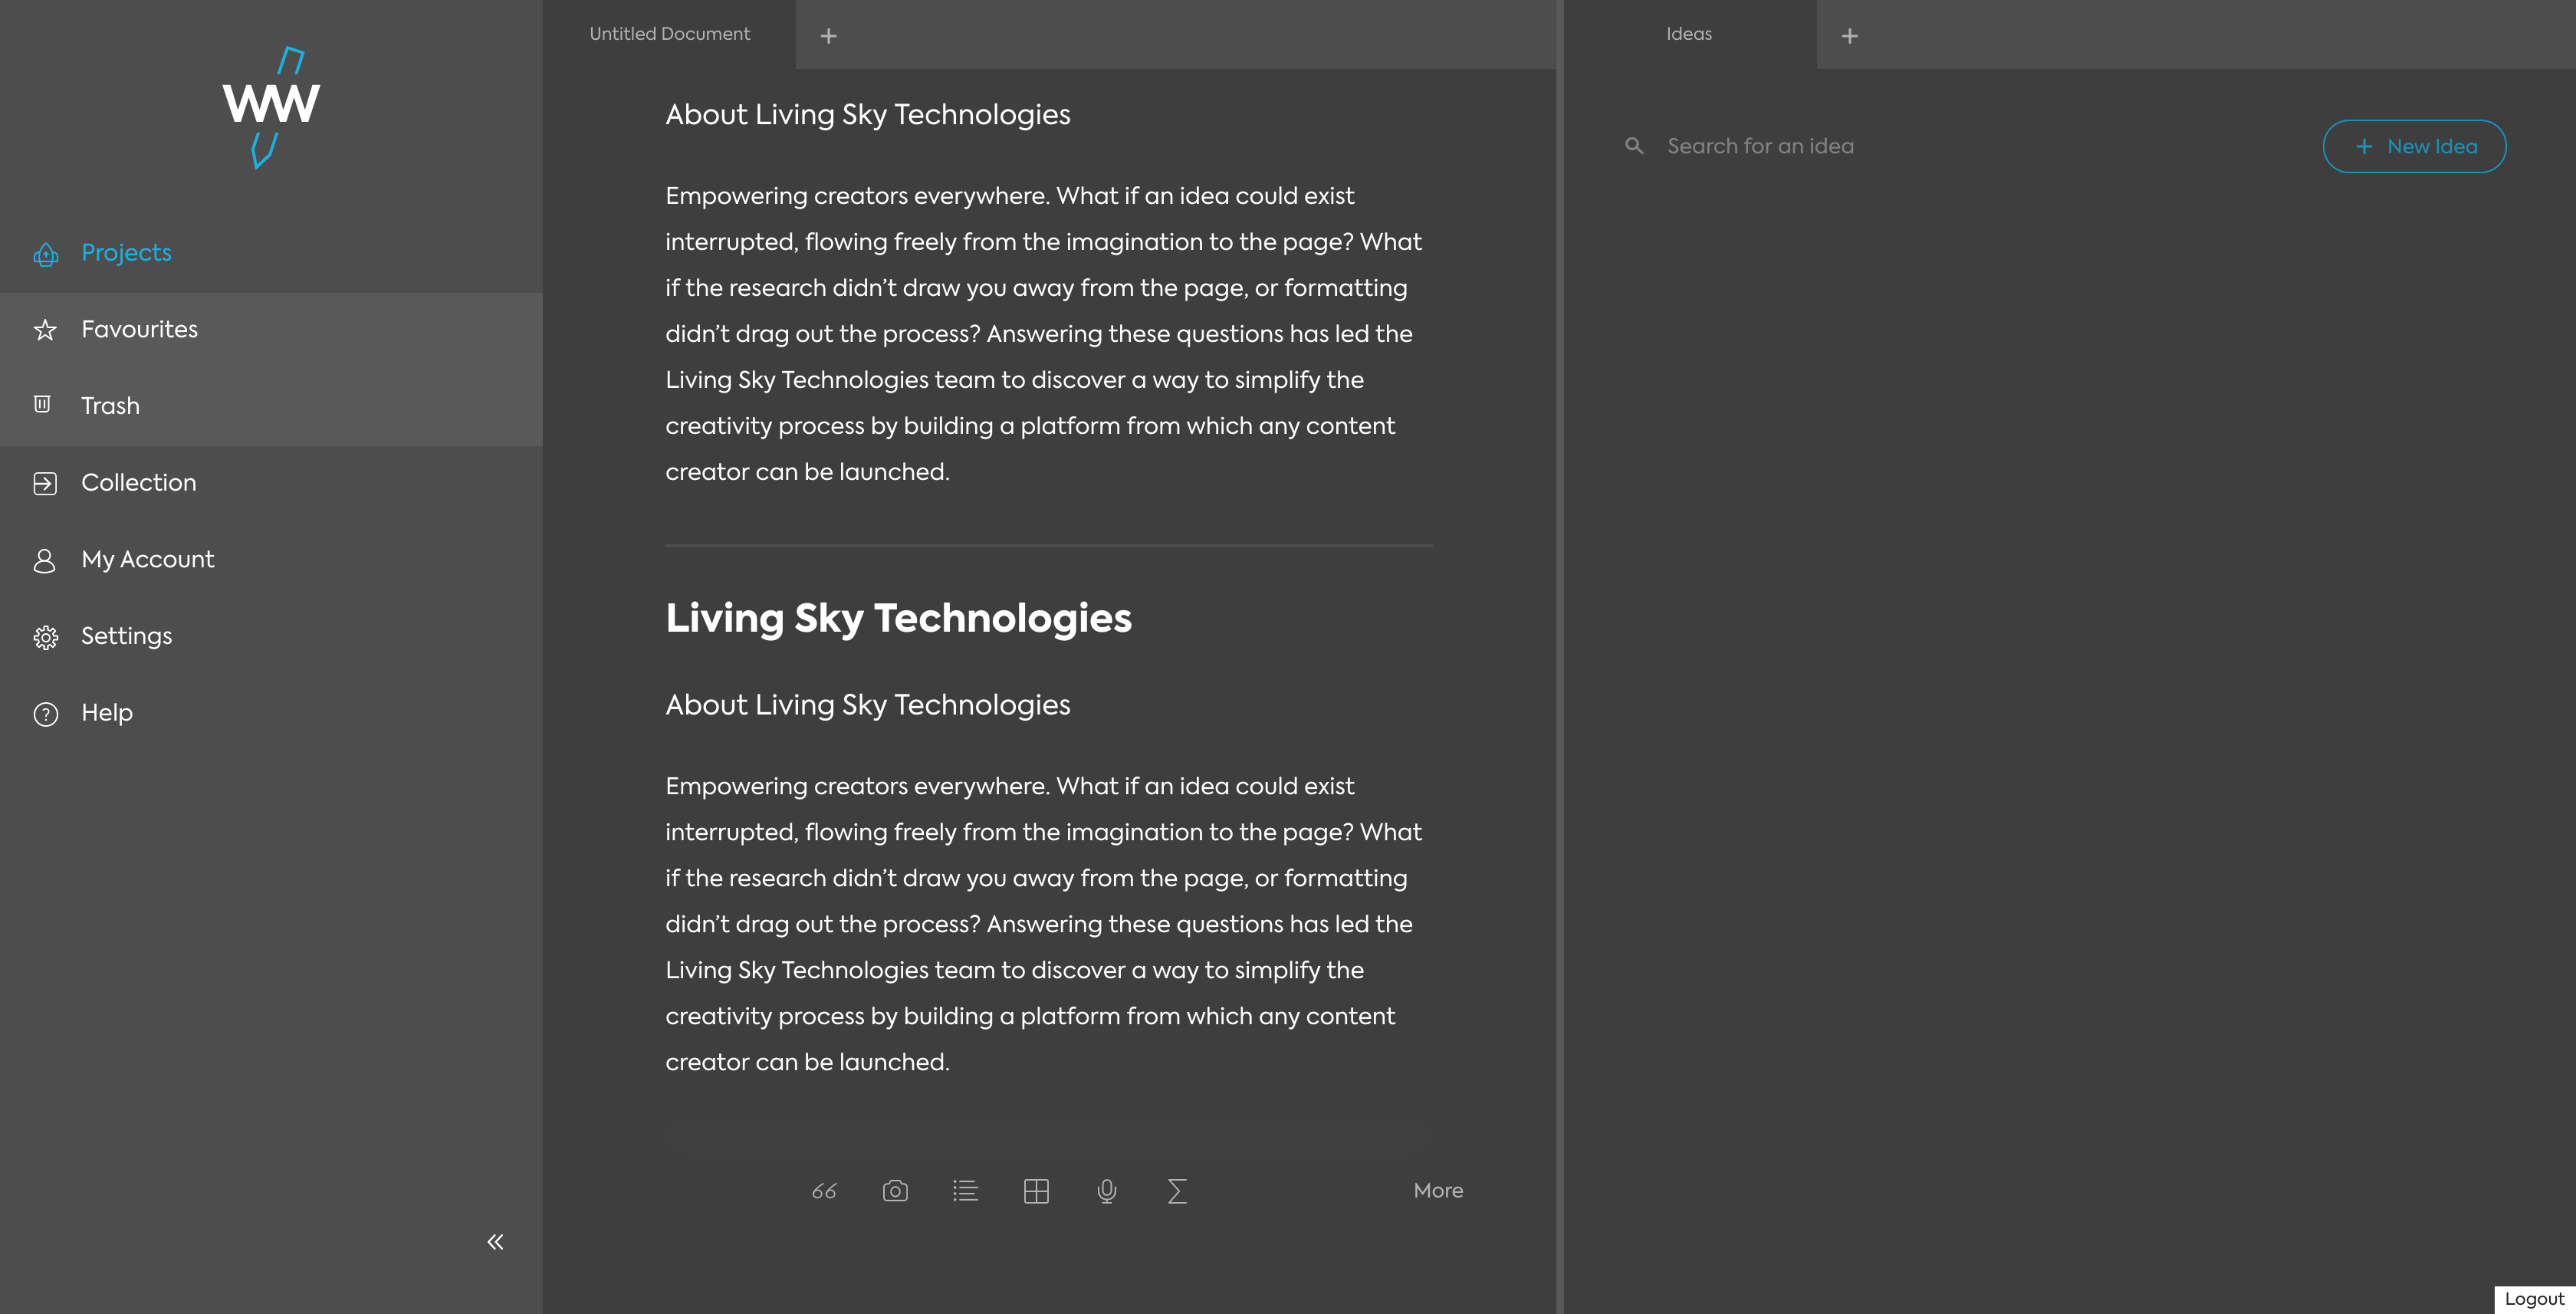 WW
Projects
Favourites
Trash
Collection
My Account
Settings
Help
Untitled Document
About Living Sky Technologies
Empowering creators everywhere. What if an idea could exist
interrupted, flowing freely from the imagination to the page? What
if the research didn’t draw you away from the page, or formatting
didn’t drag out the process? Answering these questions has led the
Living Sky Technologies team to discover a way to simplify the
creativity process by building a platform from which any content
creator can be launched.
Living Sky Technologies
About Living Sky Technologies
Empowering creators everywhere. What if an idea could exist
interrupted, flowing freely from the imagination to the page? What
if the research didn’t draw you away from the page, or formatting
didn’t drag out the process? Answering these questions has led the
Living Sky Technologies team to discover a way to simplify the
creativity process by building a platform from which any content
creator can be launched.
More
Ideas
Search for an idea
+ New Idea
Logout